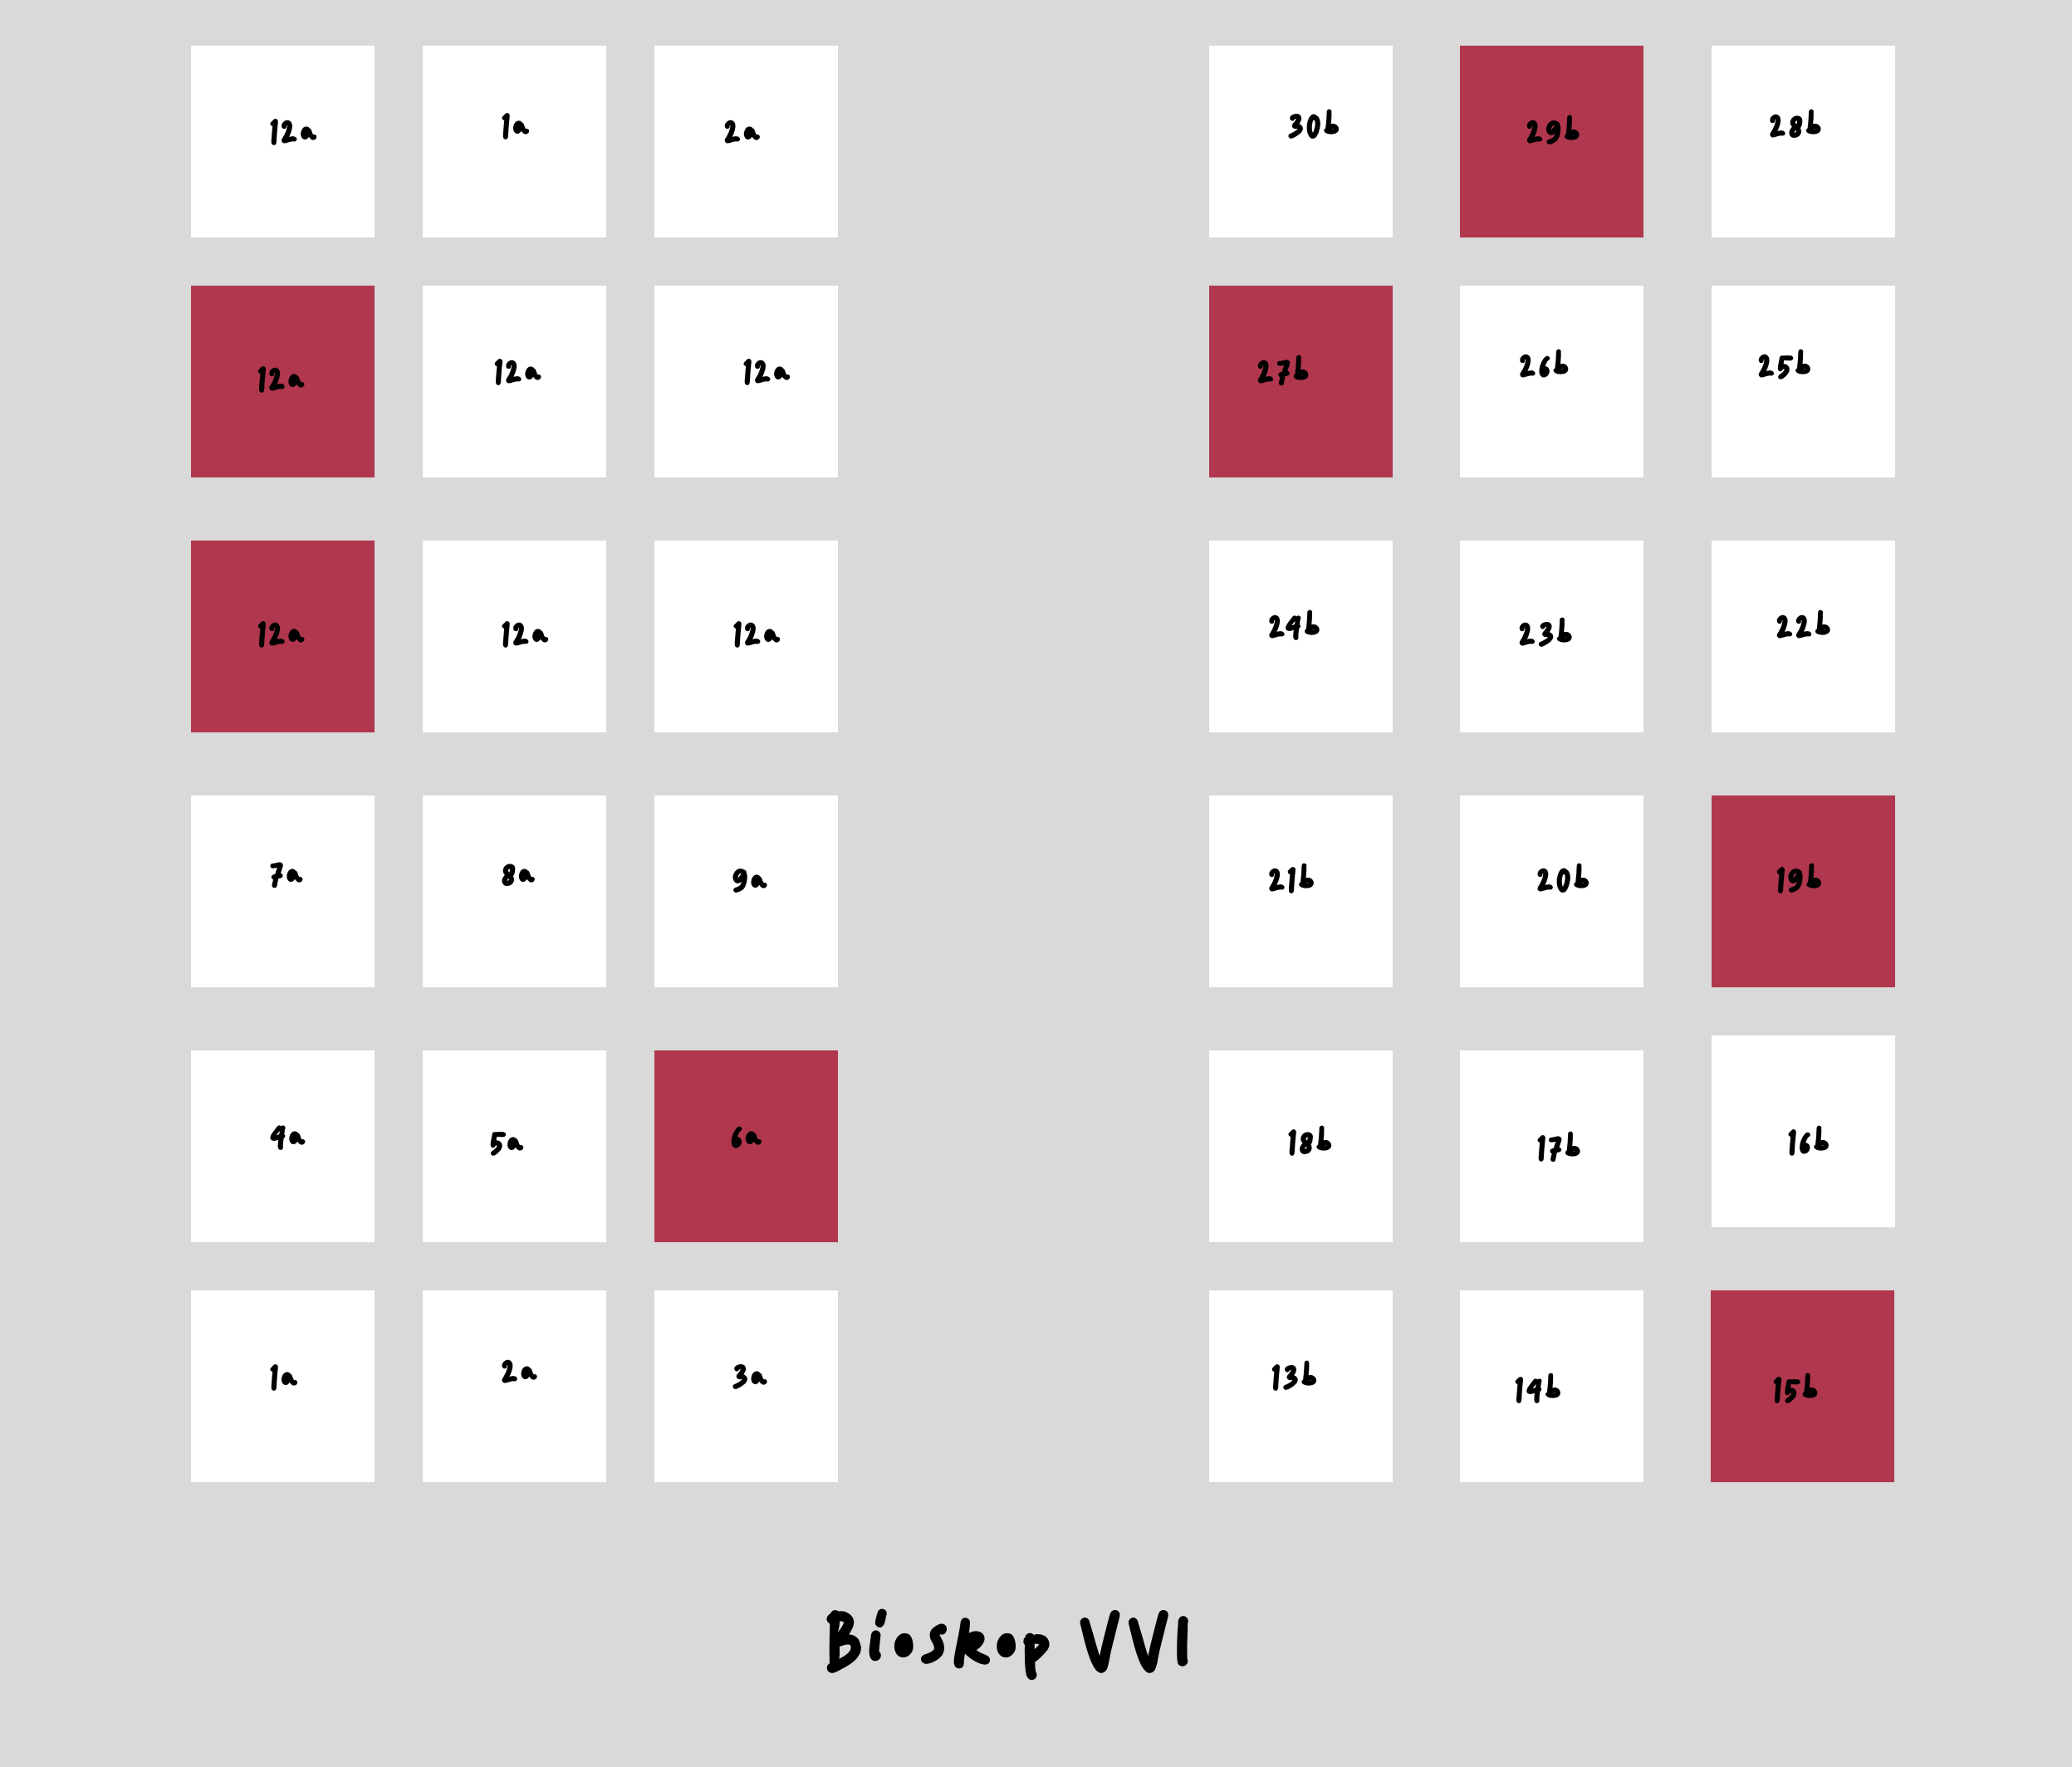 12a 1a 2a 30b 29b 28b
12a 12a 12a 27b 26b 25b
12a 12a 12a 24b 23b 22b
7a 8a 9a 21b 20b 19b
4a 5a 6a 18b 17b 16b
1a 2a 3a 13b 14b 15b
Bioskop VVI